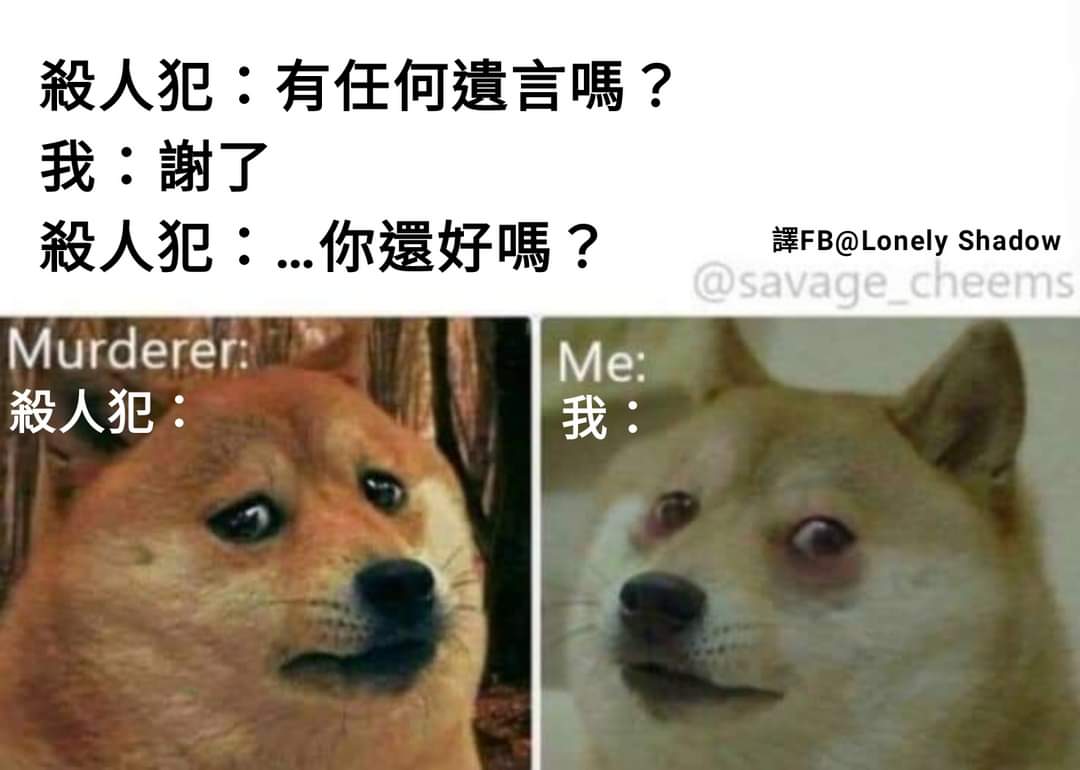 殺人犯：有任何遺言嗎？
我：謝了
殺人犯：...你還好嗎？
譯FB@Lonely Shadow
@savage_cheems
Murderer:
殺人犯：
Me:
我：